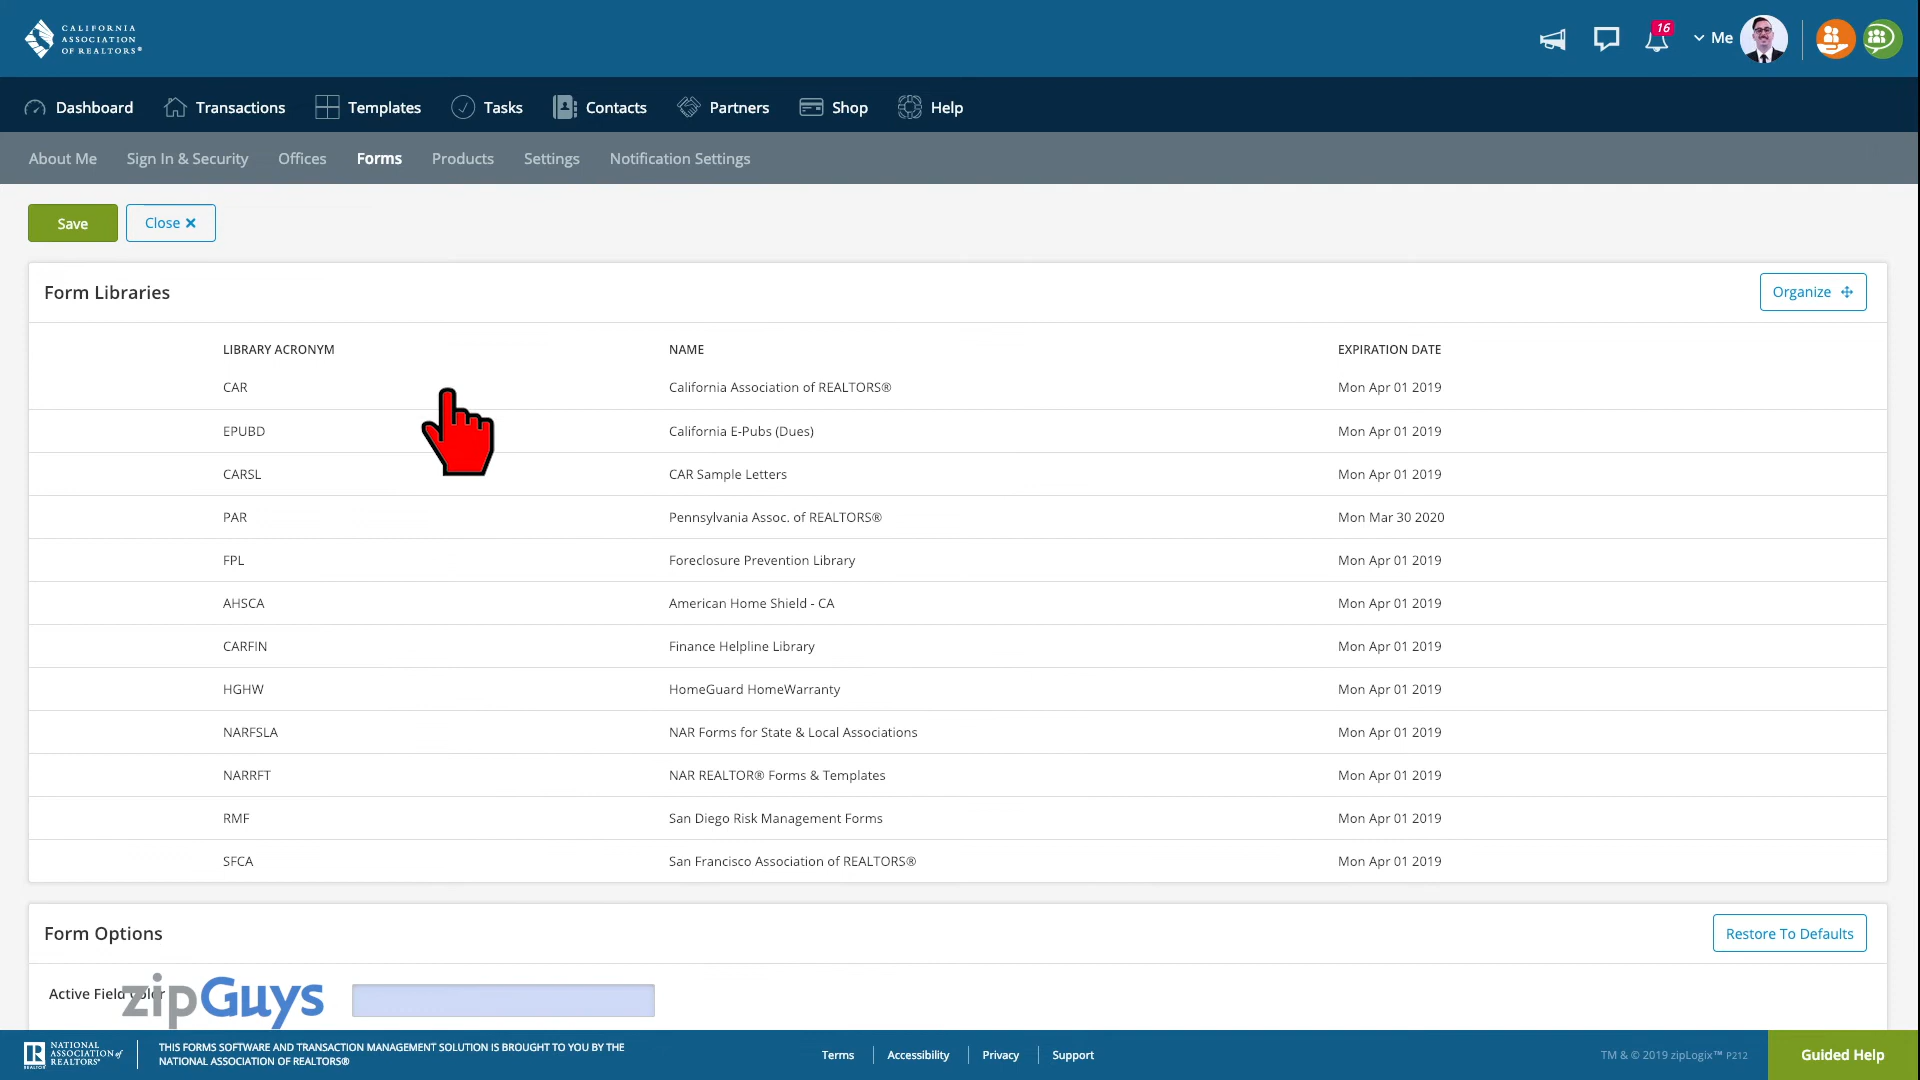 CALIFORNIA
ASSOCIATION
OF REALTORS®
16
Me
Dashboard
Transactions
Templates
Tasks
Contacts
Partners
Shop
Help
About Me
Sign In & Security
Offices
Forms
Products
Settings
Notification Settings
Save
Close
Form Libraries
Organize
LIBRARY ACRONYM NAME EXPIRATION DATE
CAR California Association of REALTORS® Mon Apr 01 2019
EPUBD California E-Pubs (Dues) Mon Apr 01 2019
CARSL CAR Sample Letters Mon Apr 01 2019
PAR Pennsylvania Assoc. of REALTORS® Mon Mar 30 2020
FPL Foreclosure Prevention Library Mon Apr 01 2019
AHSCA American Home Shield - CA Mon Apr 01 2019
CARFIN Finance Helpline Library Mon Apr 01 2019
HGHW HomeGuard HomeWarranty Mon Apr 01 2019
NARFSLA NAR Forms for State & Local Associations Mon Apr 01 2019
NARRFT NAR REALTOR® Forms & Templates Mon Apr 01 2019
RMF San Diego Risk Management Forms Mon Apr 01 2019
SFCA San Francisco Association of REALTORS® Mon Apr 01 2019
Form Options
Restore To Defaults
Active Field Color
zipGuys
NATIONAL
ASSOCIATION of
REALTORS®
REALTOR®
THIS FORMS SOFTWARE AND TRANSACTION MANAGEMENT SOLUTION IS BROUGHT TO YOU BY THE
NATIONAL ASSOCIATION OF REALTORS®
Terms
Accessibility
Privacy
Support
TM & © 2019 zipLogix™ P212
Guided Help